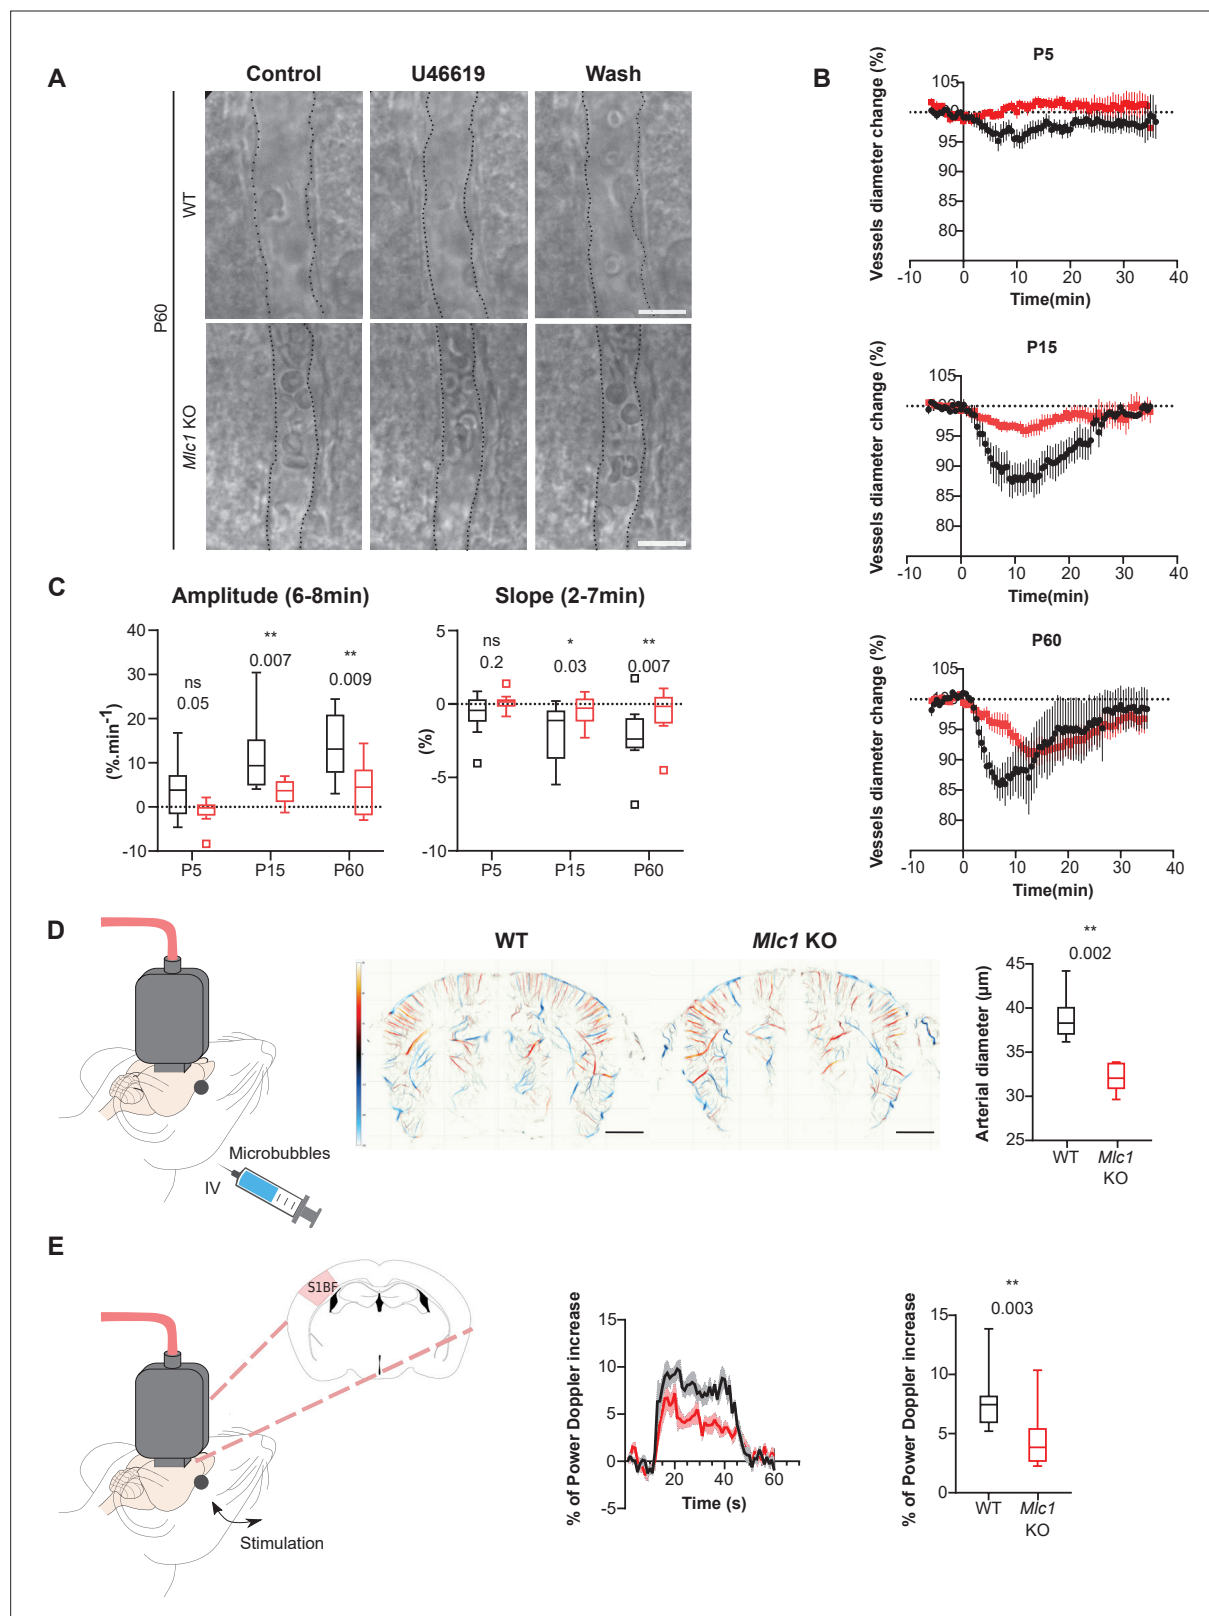 A
Control
U46619
Wash
P60
WT
Mlc1 KO
B
P5
Vessels diameter change (%)
105
100
95
90
85
80
-10 0 10 20 30 40
Time(min)
P15
Vessels diameter change (%)
105
100
95
90
85
80
-10 0 10 20 30 40
Time(min)
P60
Vessels diameter change (%)
105
100
95
90
85
80
-10 0 10 20 30 40
Time(min)
C
Amplitude (6-8min)
(%.min-1)
40
30
20
10
0
-10
ns
0.05
**
0.007
**
0.009
P5 P15 P60
Slope (2-7min)
(%)
5
0
-5
-10
ns
0.2
*
0.03
**
0.007
P5 P15 P60
D
Microbubbles
IV
WT
Mlc1 KO
**
0.002
Arterial diameter (µm)
45
40
35
30
25
WT Mlc1
KO
E
S1BF
Stimulation
% of Power Doppler increase
15
10
5
0
-5
20 40 60
Time (s)
**
0.003
% of Power Doppler increase
15
10
5
0
WT Mlc1
KO